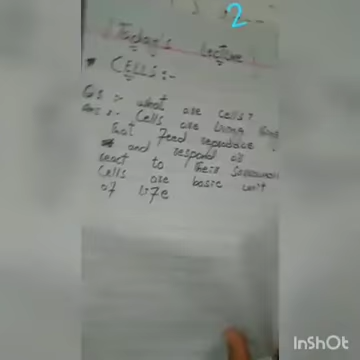 2
Today's Lecture
* CELLS:-
Q1 :- what are cells?
Ans :- Cells are living
that feed reproduce
and respond or
react to their
Cells are basic unit
of life
InShOt